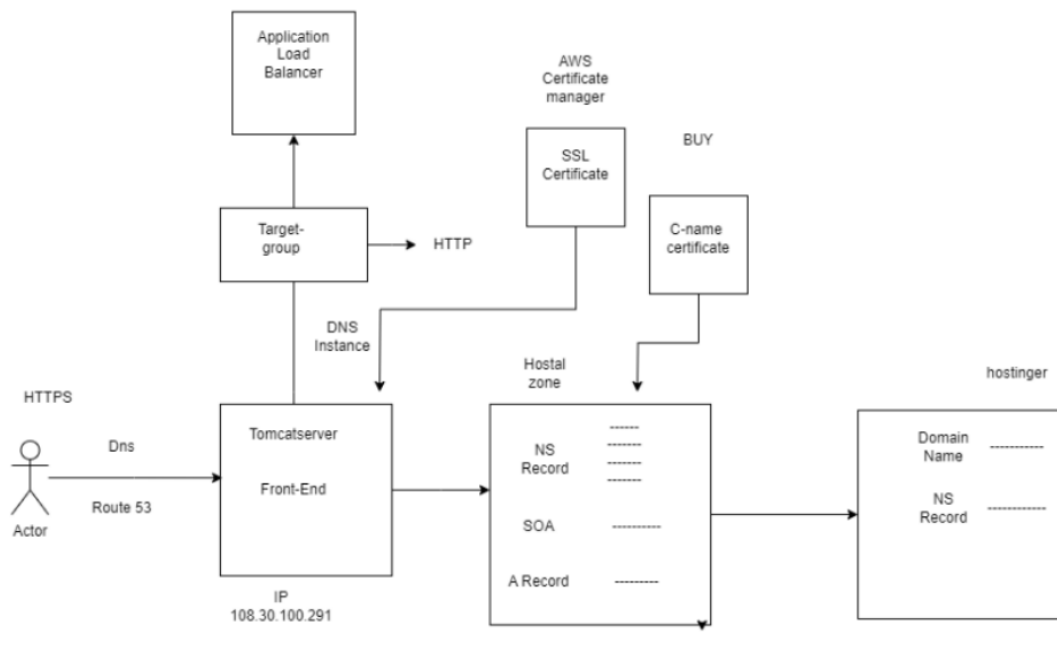 Application
Load
Balancer
AWS
Certificate
manager
SSL
Certificate
BUY
C-name
certificate
Target-
group
HTTP
DNS
Instance
Hostal
zone
hostinger
HTTPS
Dns
Route 53
Actor
Tomcatserver
Front-End
IP
108.30.100.291
NS
Record
------
-------
-------
-------
SOA
----------
A Record
---------
Domain
Name
-----------
NS
Record
------------